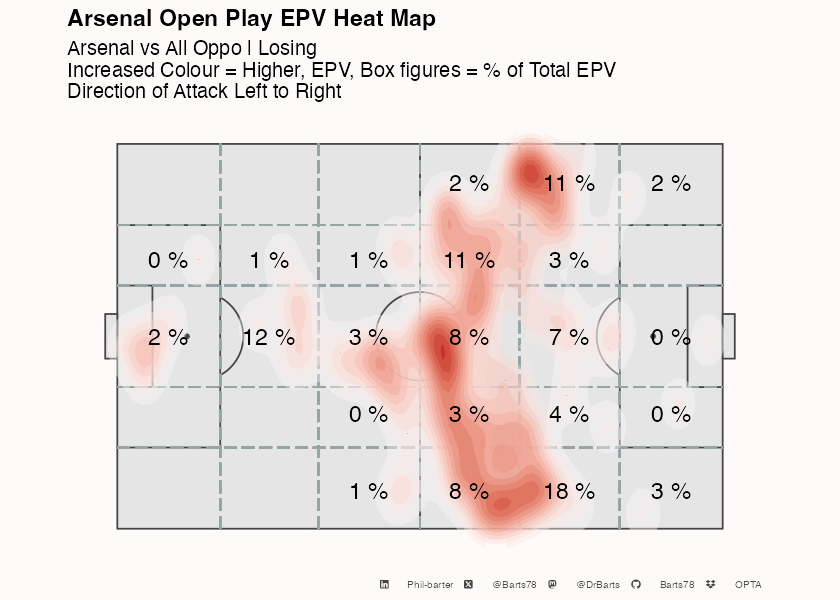 Arsenal Open Play EPV Heat Map
Arsenal vs All Oppo | Losing
Increased Colour = Higher, EPV, Box figures = % of Total EPV
Direction of Attack Left to Right
2 % 11 % 2 %
0 % 1 % 1 % 11 % 3 %
2 % 12 % 3 % 8 % 7 % 0 %
0 % 3 % 4 % 0 %
1 % 8 % 18 % 3 %
Phil-barter @Barts78 @DrBarts Barts78 OPTA